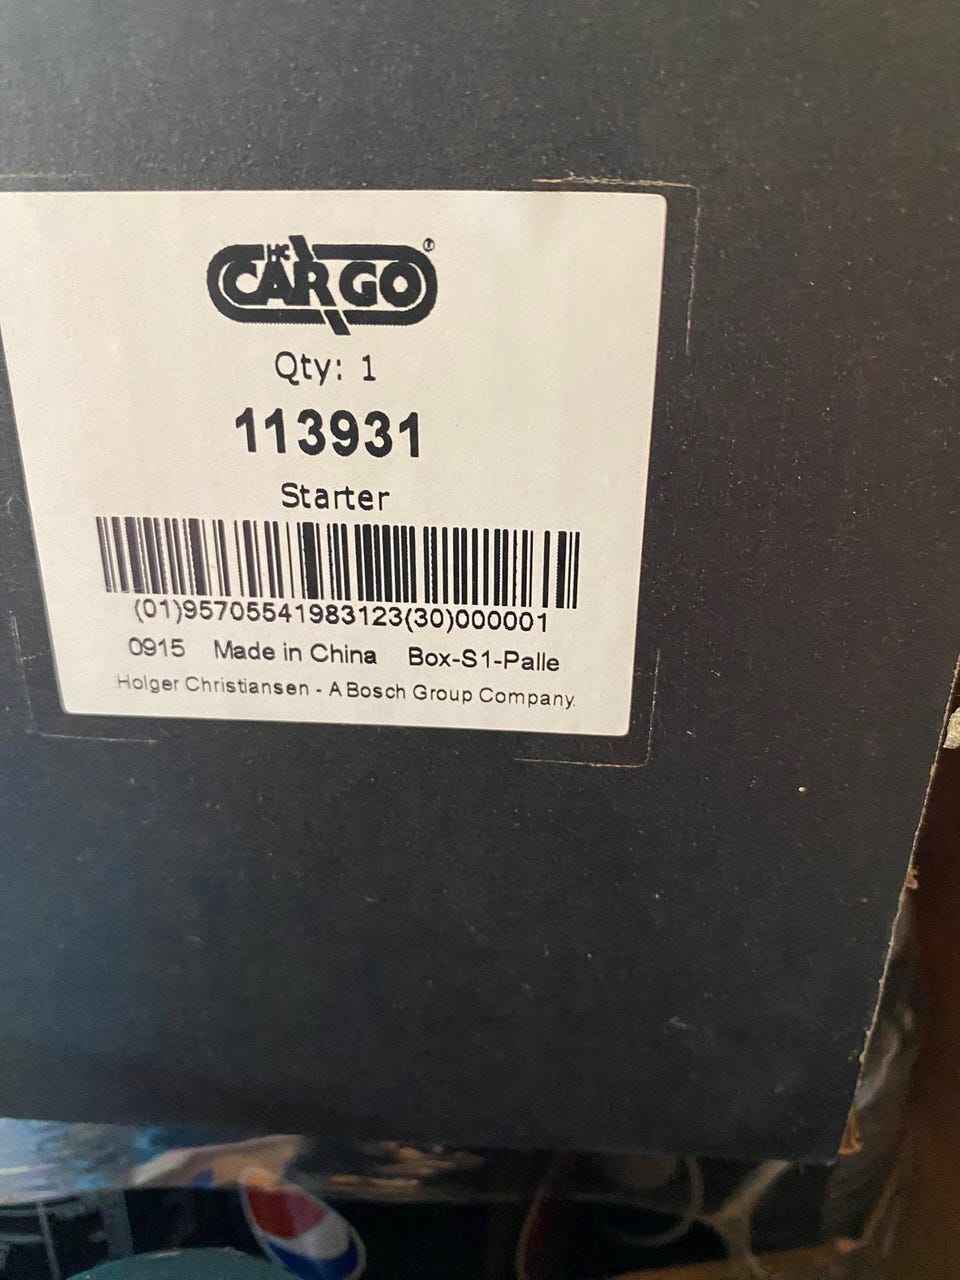 HC
CARGO®
Qty: 1
113931
Starter
(01)95705541983123(30)000001
0915 Made in China Box-S1-Palle
Holger Christiansen - A Bosch Group Company.